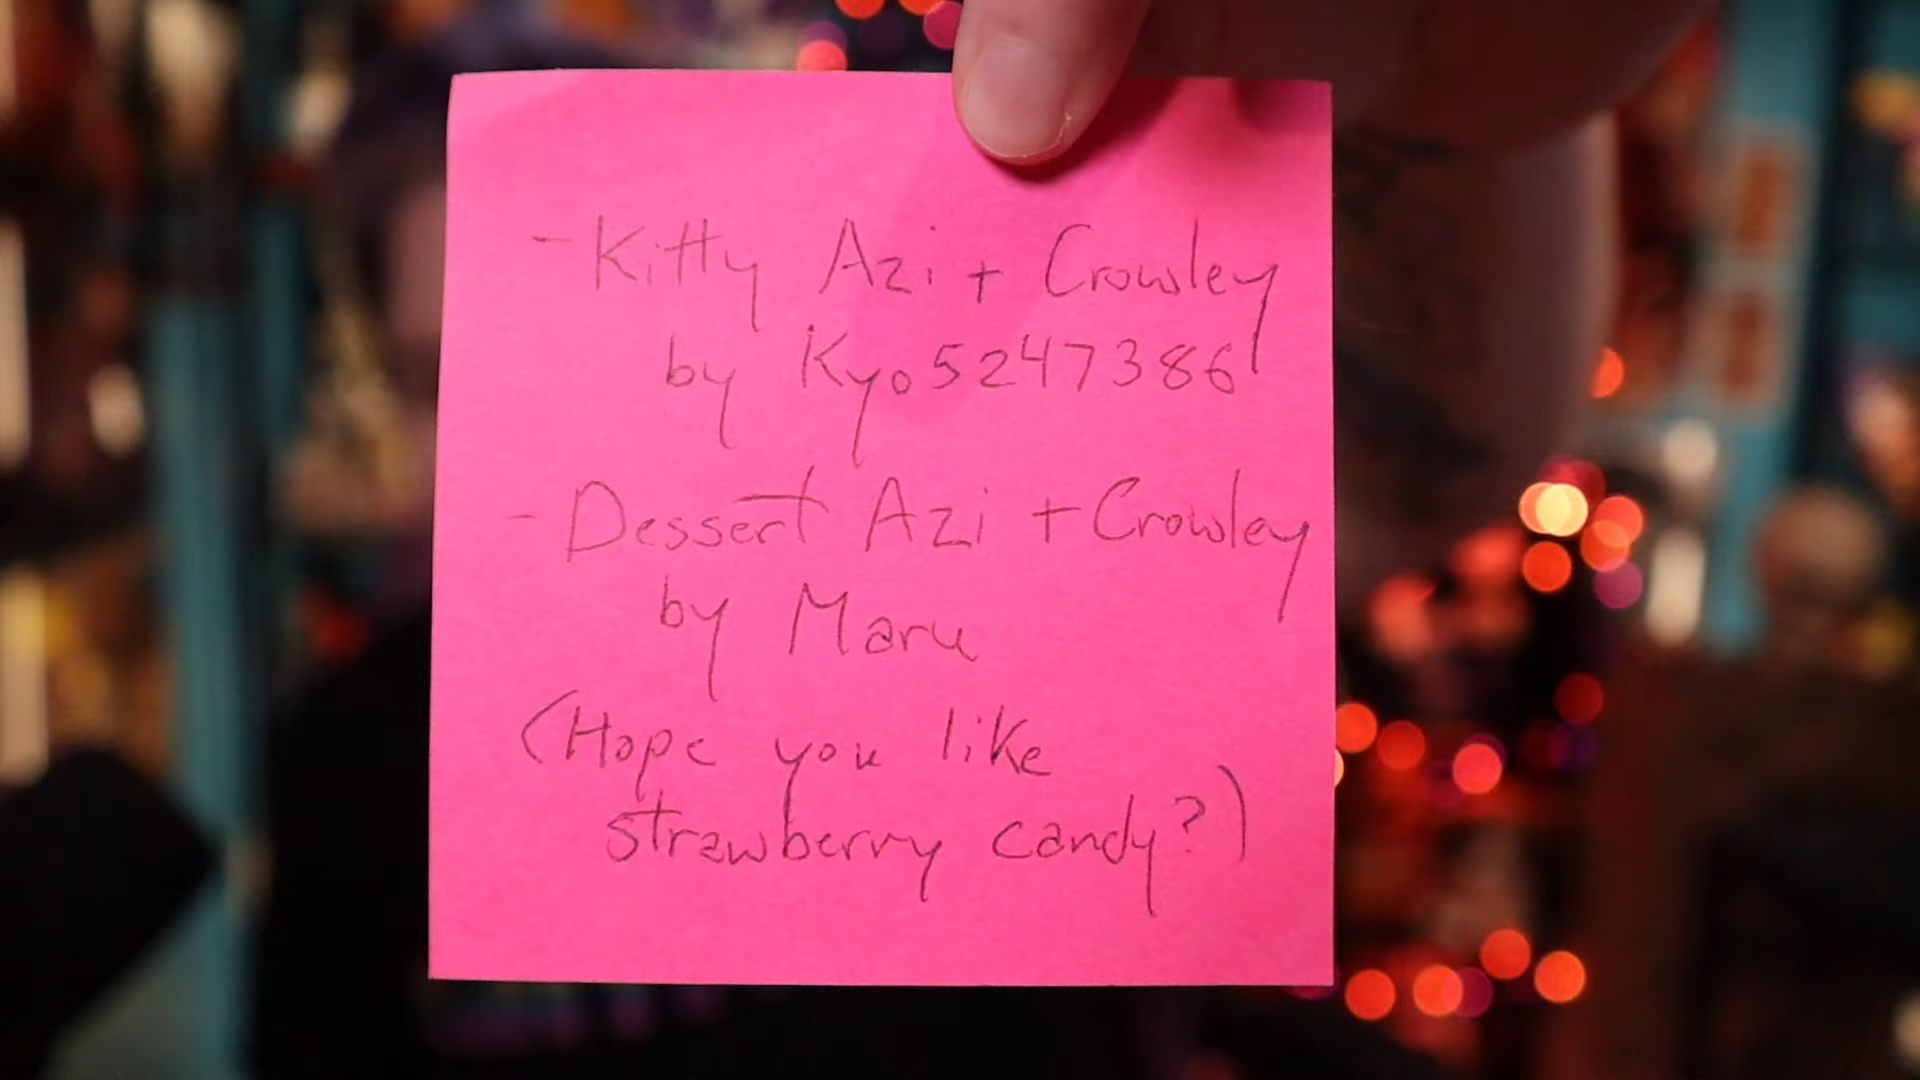 - Kitty Azi + Crowley
by Kyo5247386
- Dessert Azi + Crowley
by Maru
(Hope you like
strawberry candy?)